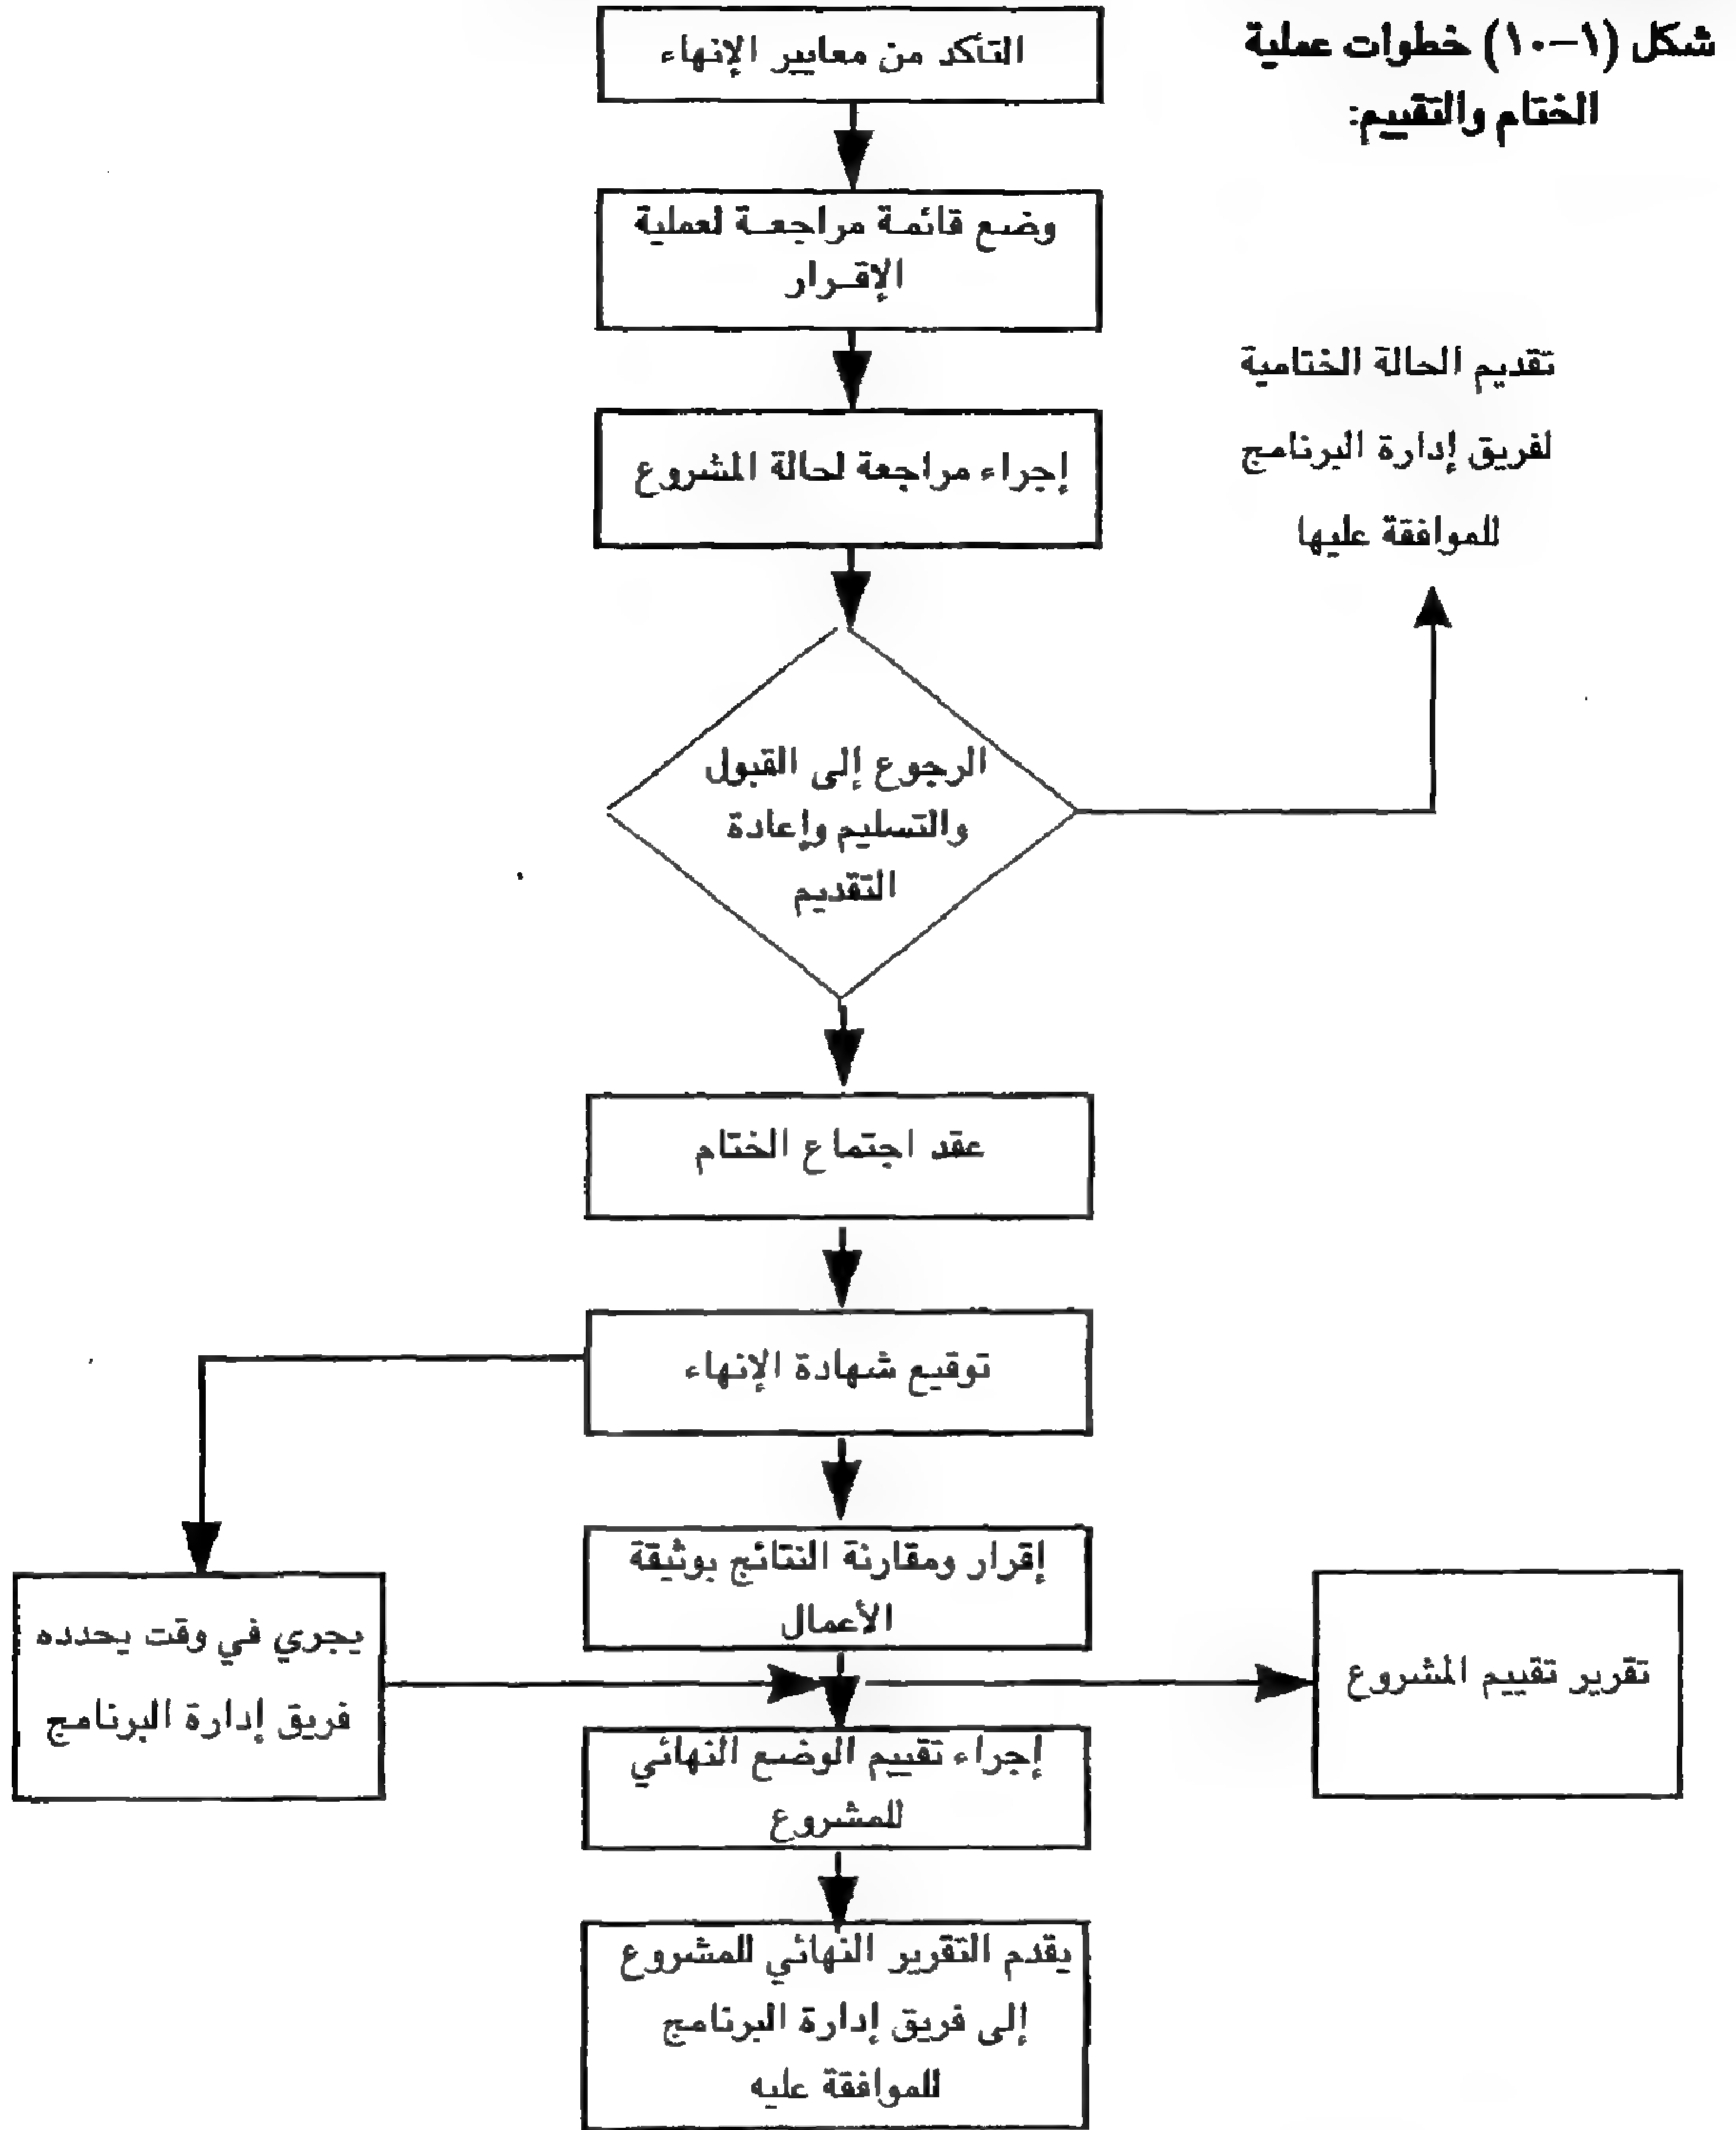 شكل (١-١٠) خطوات عملية
الختام والتقييم:
التأكد من معايير الإنهاء
وضع قائمة مراجعة لعملية
الإقرار
إجراء مراجعة لحالة المشروع
تقديم الحالة الختامية
لفريق إدارة البرنامج
للموافقة عليها
الرجوع إلى القبول
والتسليم وإعادة
التقديم
عقد اجتماع الختام
توقيع شهادة الإنهاء
إقرار ومقارنة النتائج بوثيقة
الأعمال
يجري في وقت يحدده
فريق إدارة البرنامج
تقرير تقييم المشروع
إجراء تقييم الوضع النهائي
للمشروع
يقدم التقرير النهائي للمشروع
إلى فريق إدارة البرنامج
للموافقة عليه